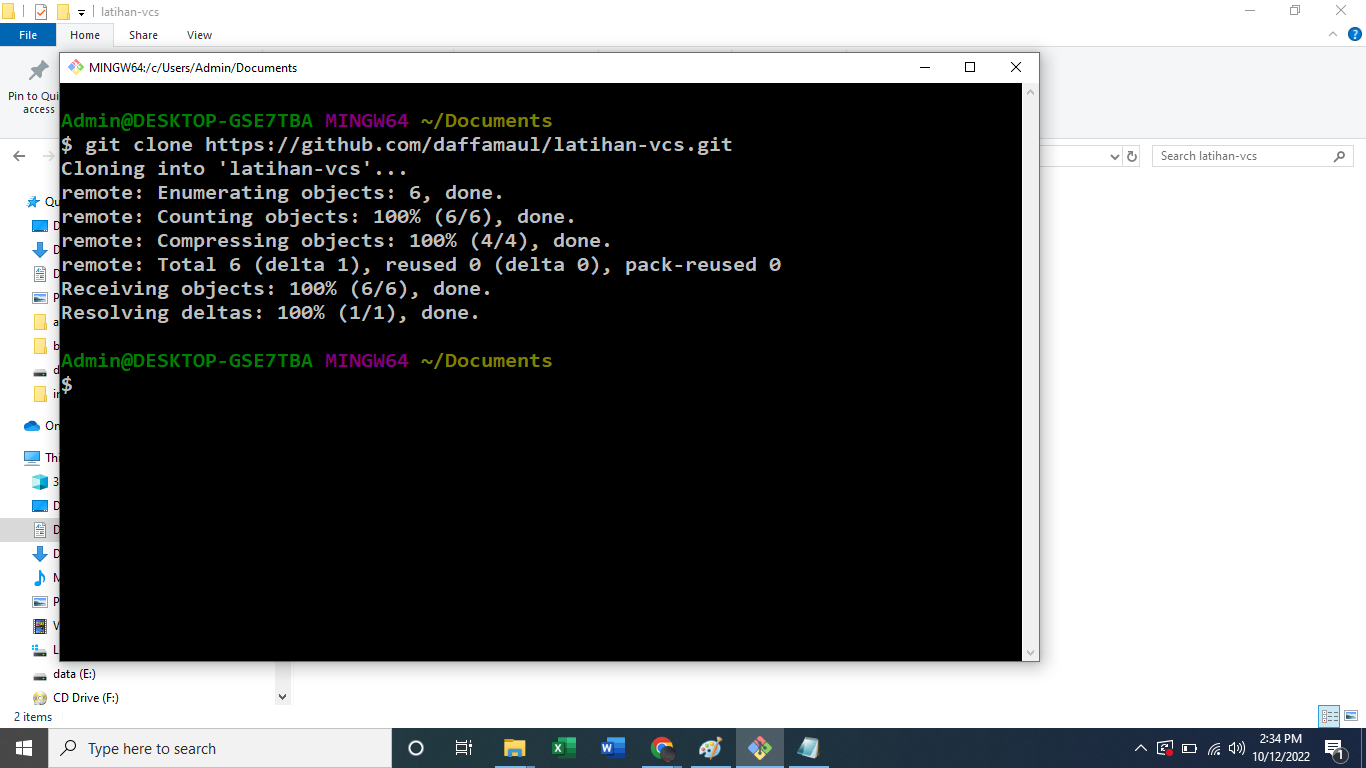 latihan-vcs
File Home Share View
MINGW64:/c/Users/Admin/Documents
Pin to Qui
access
Admin@DESKTOP-GSE7TBA MINGW64 ~/Documents
$ git clone https://github.com/daffamaul/latihan-vcs.git
Cloning into 'latihan-vcs'...
remote: Enumerating objects: 6, done.
remote: Counting objects: 100% (6/6), done.
remote: Compressing objects: 100% (4/4), done.
remote: Total 6 (delta 1), reused 0 (delta 0), pack-reused 0
Receiving objects: 100% (6/6), done.
Resolving deltas: 100% (1/1), done.
Admin@DESKTOP-GSE7TBA MINGW64 ~/Documents
$
Search latihan-vcs
Qu
D
D
D
P
a
b
d
in
On
Thi
3
D
D
D
M
P
V
L
data (E:)
CD Drive (F:)
2 items
Type here to search
2:34 PM
10/12/2022
1